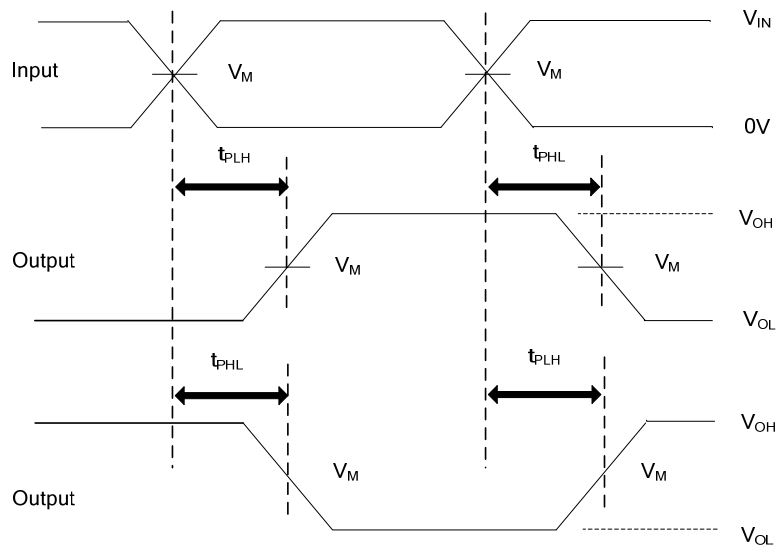 V_IN
Input V_M V_M
0V
t_PLH t_PHL
V_OH
Output V_M V_M
V_OL
t_PHL t_PLH
V_OH
V_M V_M
Output
V_OL